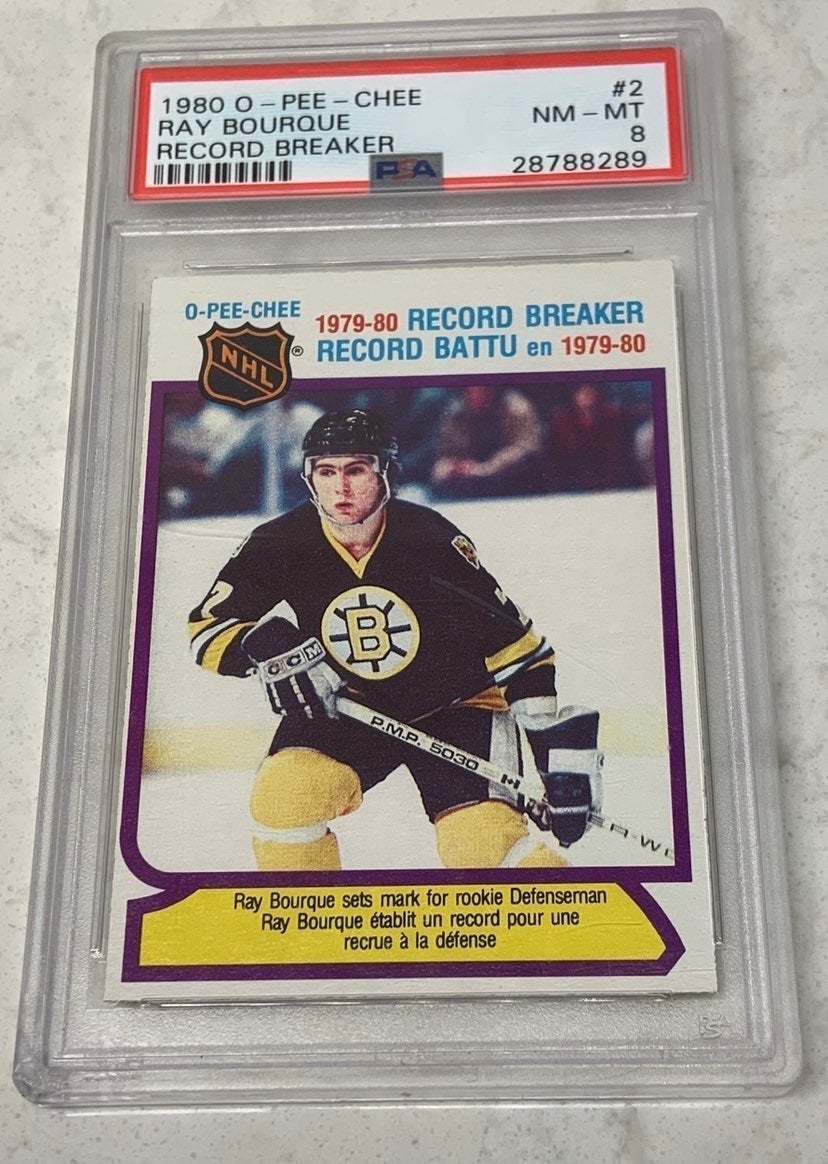 1980 O-PEE-CHEE #2
RAY BOURQUE NM-MT
RECORD BREAKER 8
PSA 28788289
O-PEE-CHEE
NHL
®
1979-80 RECORD BREAKER
RECORD BATTU en 1979-80
7
B
CCM
P.M.P. 5030
Ray Bourque sets mark for rookie Defenseman
Ray Bourque établit un record pour une
recrue à la défense